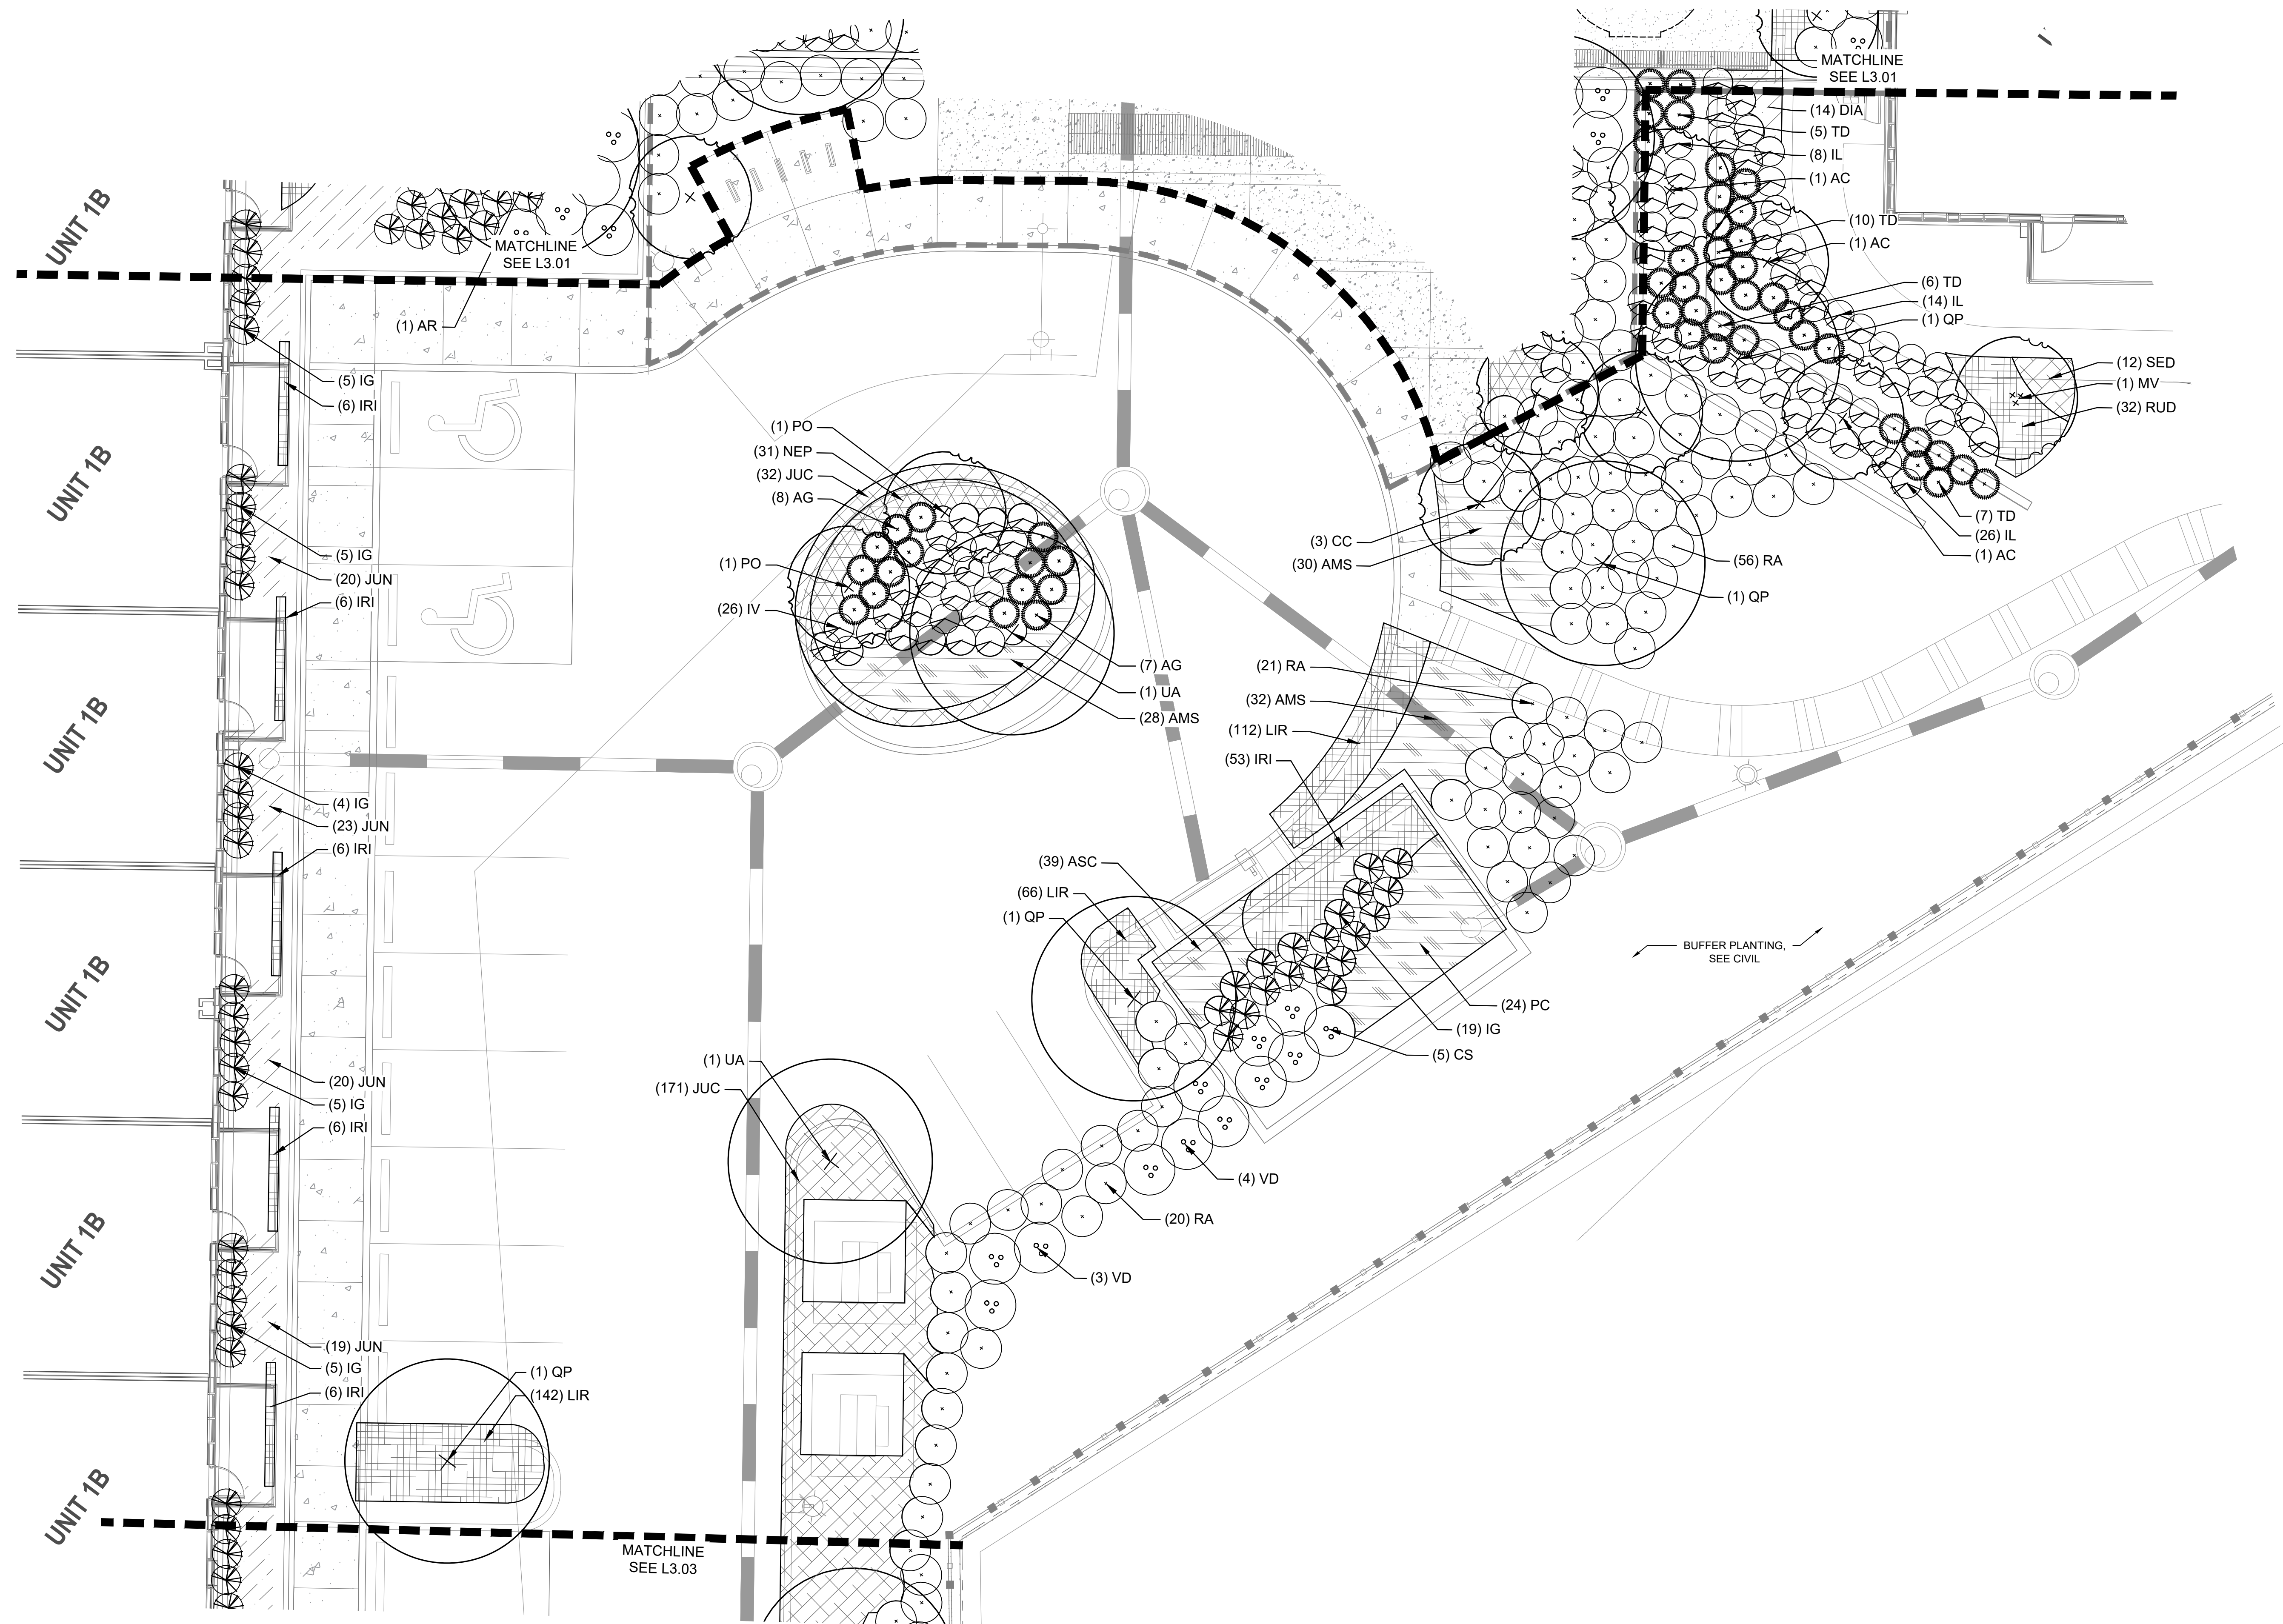 UNIT 1B
MATCHLINE
SEE L3.01
(1) AR
(5) IG
(6) IRI
UNIT 1B
(5) IG
(20) JUN
(6) IRI
UNIT 1B
(4) IG
(23) JUN
(6) IRI
UNIT 1B
(20) JUN
(5) IG
(6) IRI
UNIT 1B
(19) JUN
(5) IG
(6) IRI
UNIT 1B
(1) QP
(142) LIR
MATCHLINE
SEE L3.03
(1) PO
(31) NEP
(32) JUC
(8) AG
(1) PO
(26) IV
(7) AG
(1) UA
(28) AMS
MATCHLINE
SEE L3.01
(14) DIA
(5) TD
(8) IL
(1) AC
(10) TD
(1) AC
(6) TD
(14) IL
(1) QP
(12) SED
(1) MV
(32) RUD
(7) TD
(26) IL
(1) AC
(3) CC
(30) AMS
(56) RA
(1) QP
(21) RA
(32) AMS
(112) LIR
(53) IRI
(39) ASC
(66) LIR
(1) QP
BUFFER PLANTING,
SEE CIVIL
(24) PC
(19) IG
(5) CS
(1) UA
(171) JUC
(4) VD
(20) RA
(3) VD